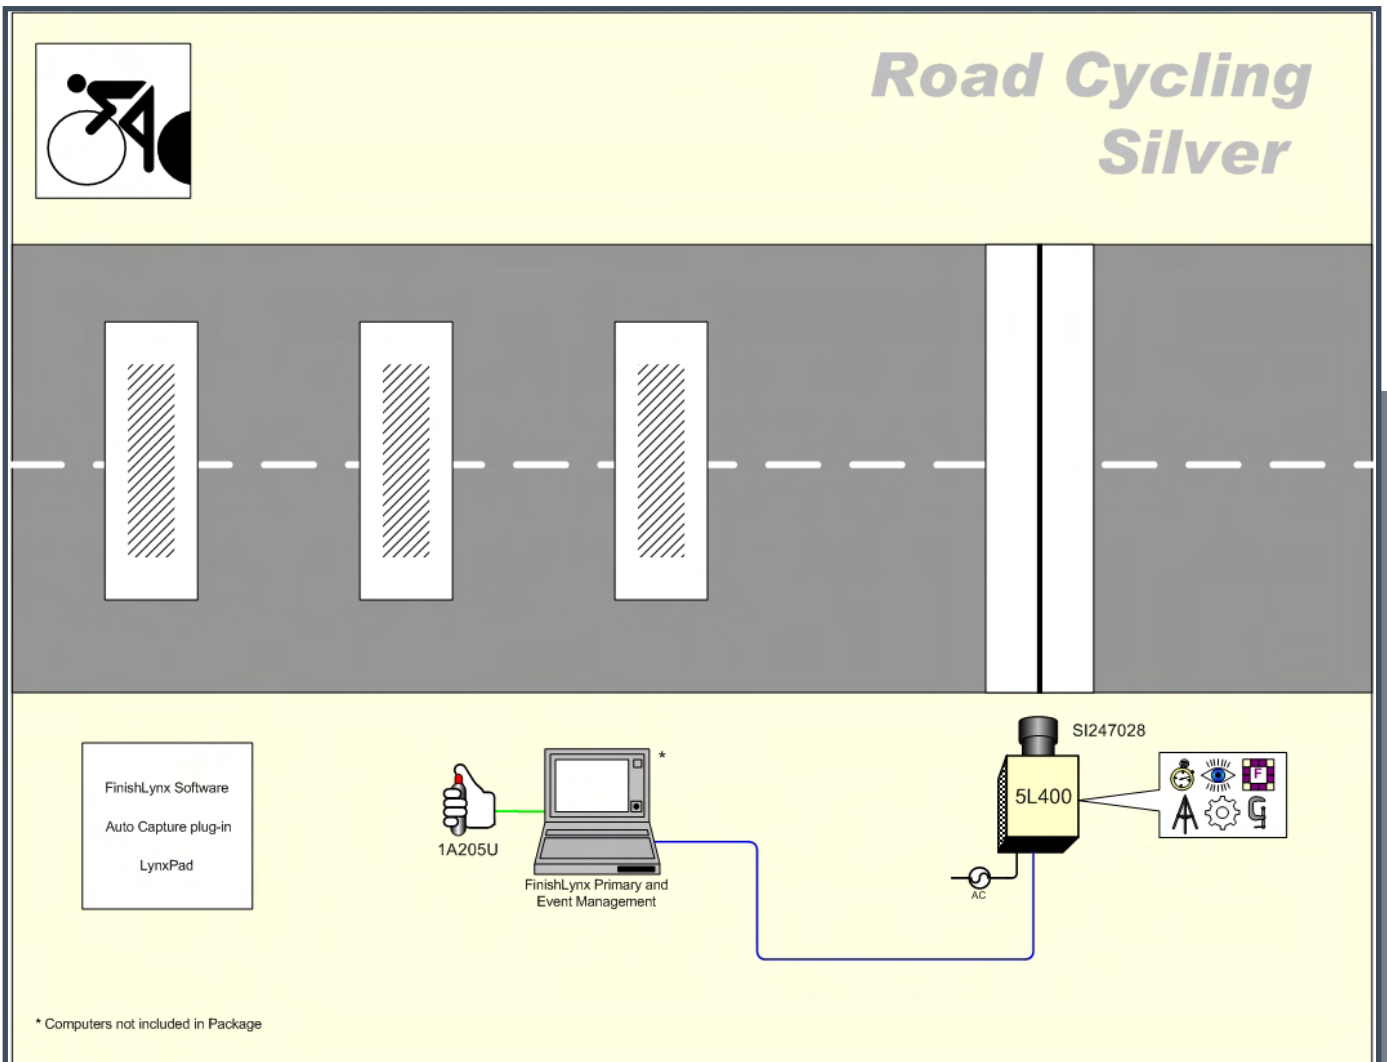 Road Cycling
Silver
SI247028
F
5L400
FinishLynx Software
Auto Capture plug-in
LynxPad
*
1A205U
FinishLynx Primary and
Event Management
AC
* Computers not included in Package